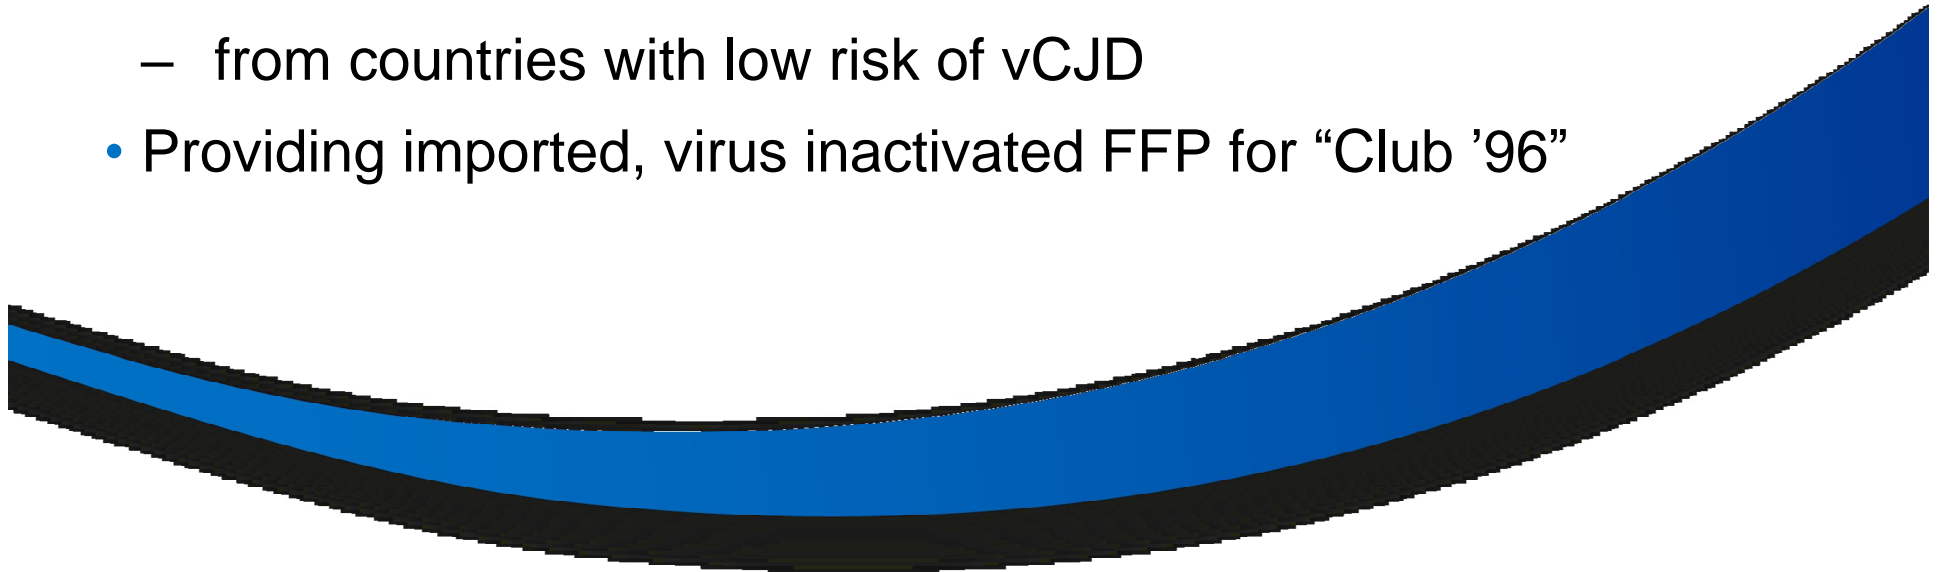 – from countries with low risk of vCJD
• Providing imported, virus inactivated FFP for “Club ’96”